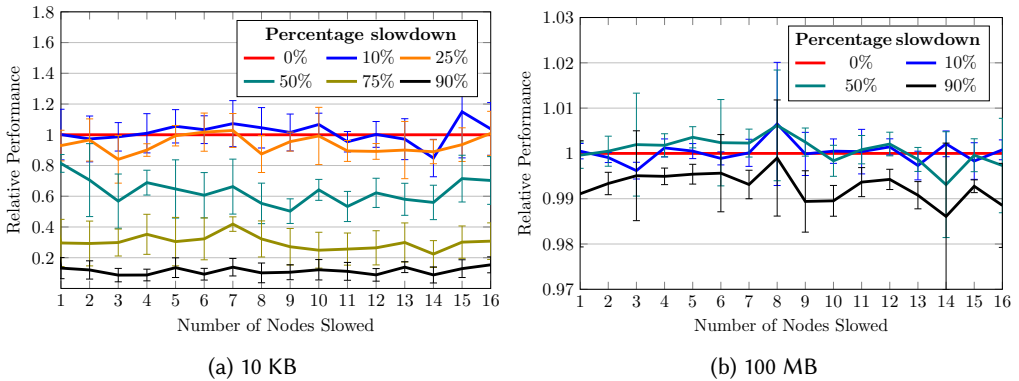 Percentage slowdown
0% 10% 25%
50% 75% 90%
1.8
1.6
1.4
1.2
1
0.8
0.6
0.4
0.2
Relative Performance
1 2 3 4 5 6 7 8 9 10 11 12 13 14 15 16
Number of Nodes Slowed
(a) 10 KB
Percentage slowdown
0% 10%
50% 90%
1.03
1.02
1.01
1
0.99
0.98
0.97
Relative Performance
1 2 3 4 5 6 7 8 9 10 11 12 13 14 15 16
Number of Nodes Slowed
(b) 100 MB